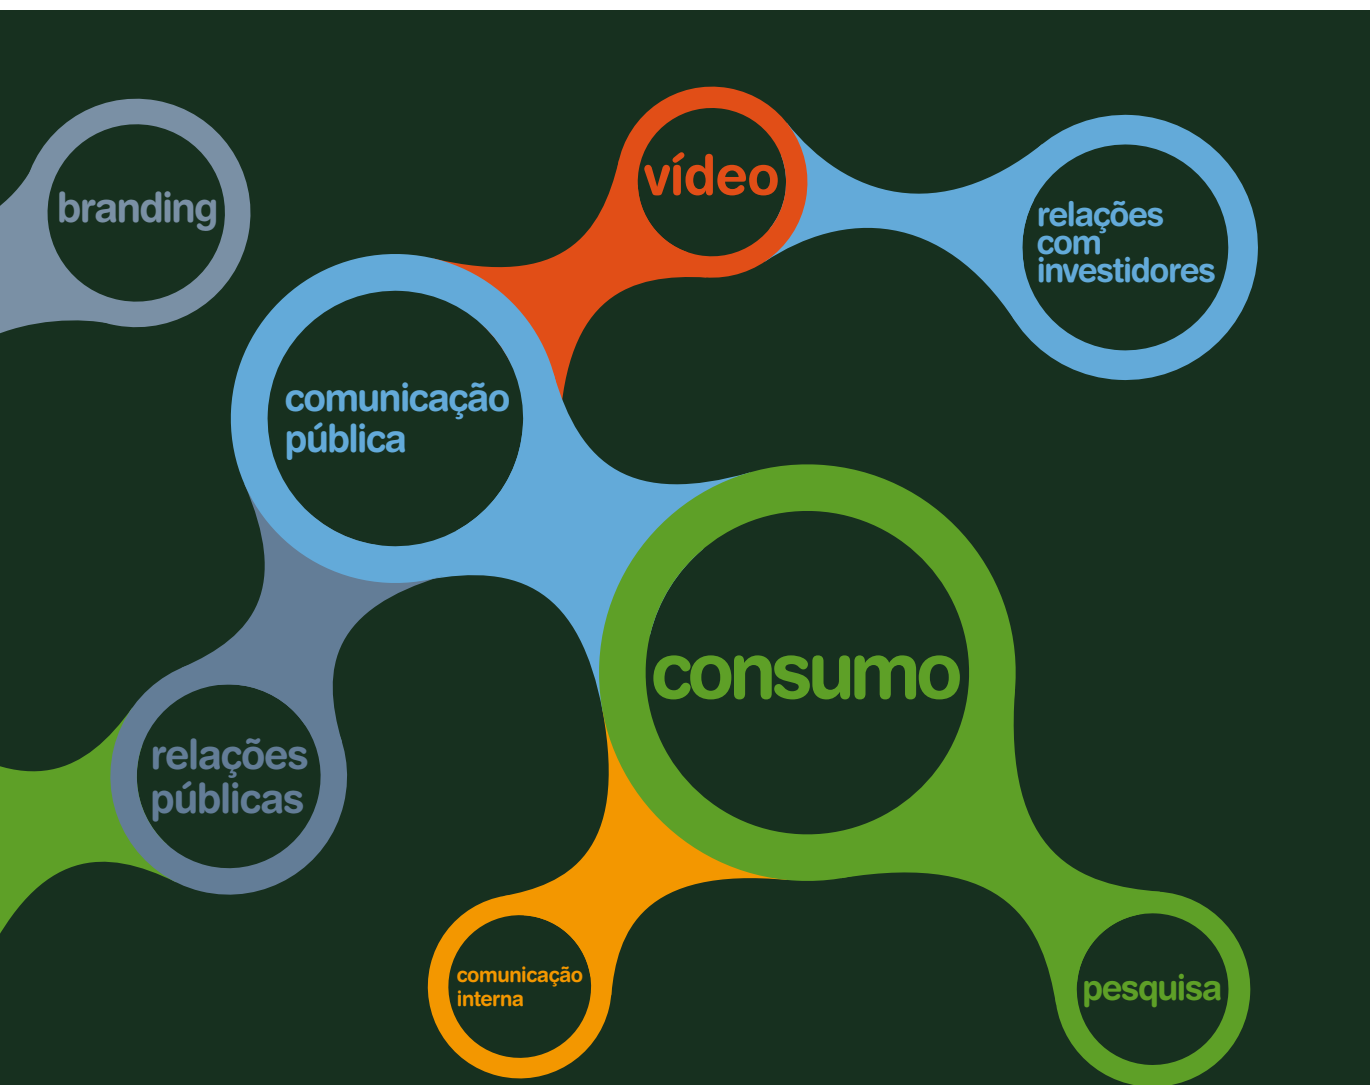 branding
vídeo
relações
com
investidores
comunicação
pública
consumo
relações
públicas
comunicação
interna
pesquisa